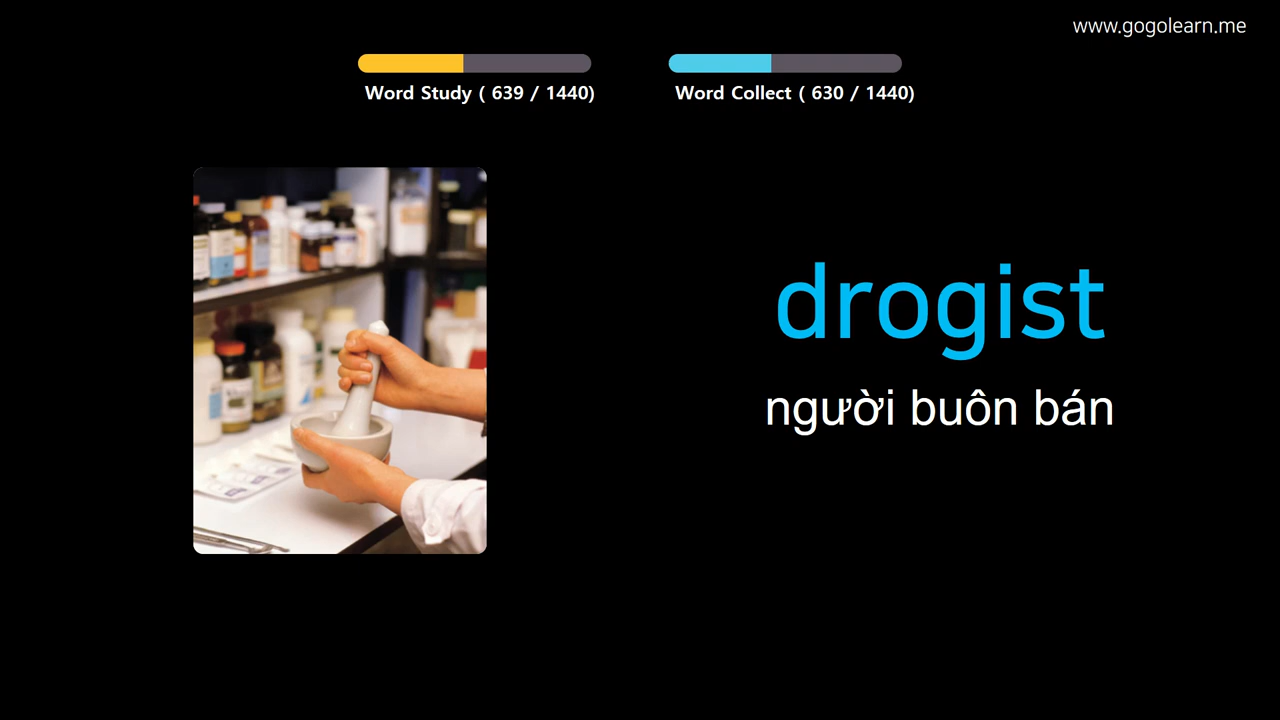 www.gogolearn.me
Word Study ( 639 / 1440)
Word Collect ( 630 / 1440)
drogist
người buôn bán